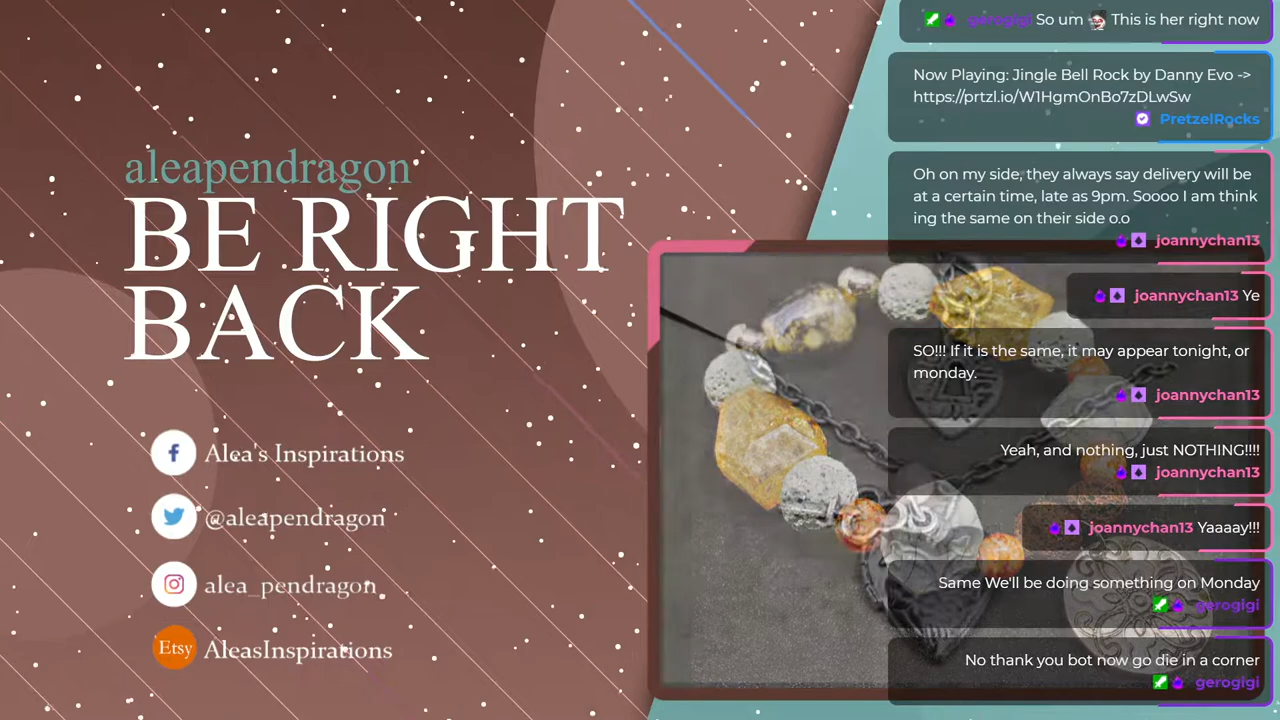 aleapendragon
BE RIGHT
BACK
Alea's Inspirations
@aleapendragon
alea_pendragon
Etsy AleasInspirations
gerogigi So um This is her right now
Now Playing: Jingle Bell Rock by Danny Evo ->
https://prtzl.io/W1HgmOnBo7zDLwSw
PretzelRocks
Oh on my side, they always say delivery will be
at a certain time, late as 9pm. Soooo I am think
ing the same on their side o.o
joannychan13
joannychan13 Ye
SO!!! If it is the same, it may appear tonight, or
monday.
joannychan13
Yeah, and nothing, just NOTHING!!!!
joannychan13
joannychan13 Yaaaay!!!
Same We'll be doing something on Monday
gerogigi
No thank you bot now go die in a corner
gerogigi